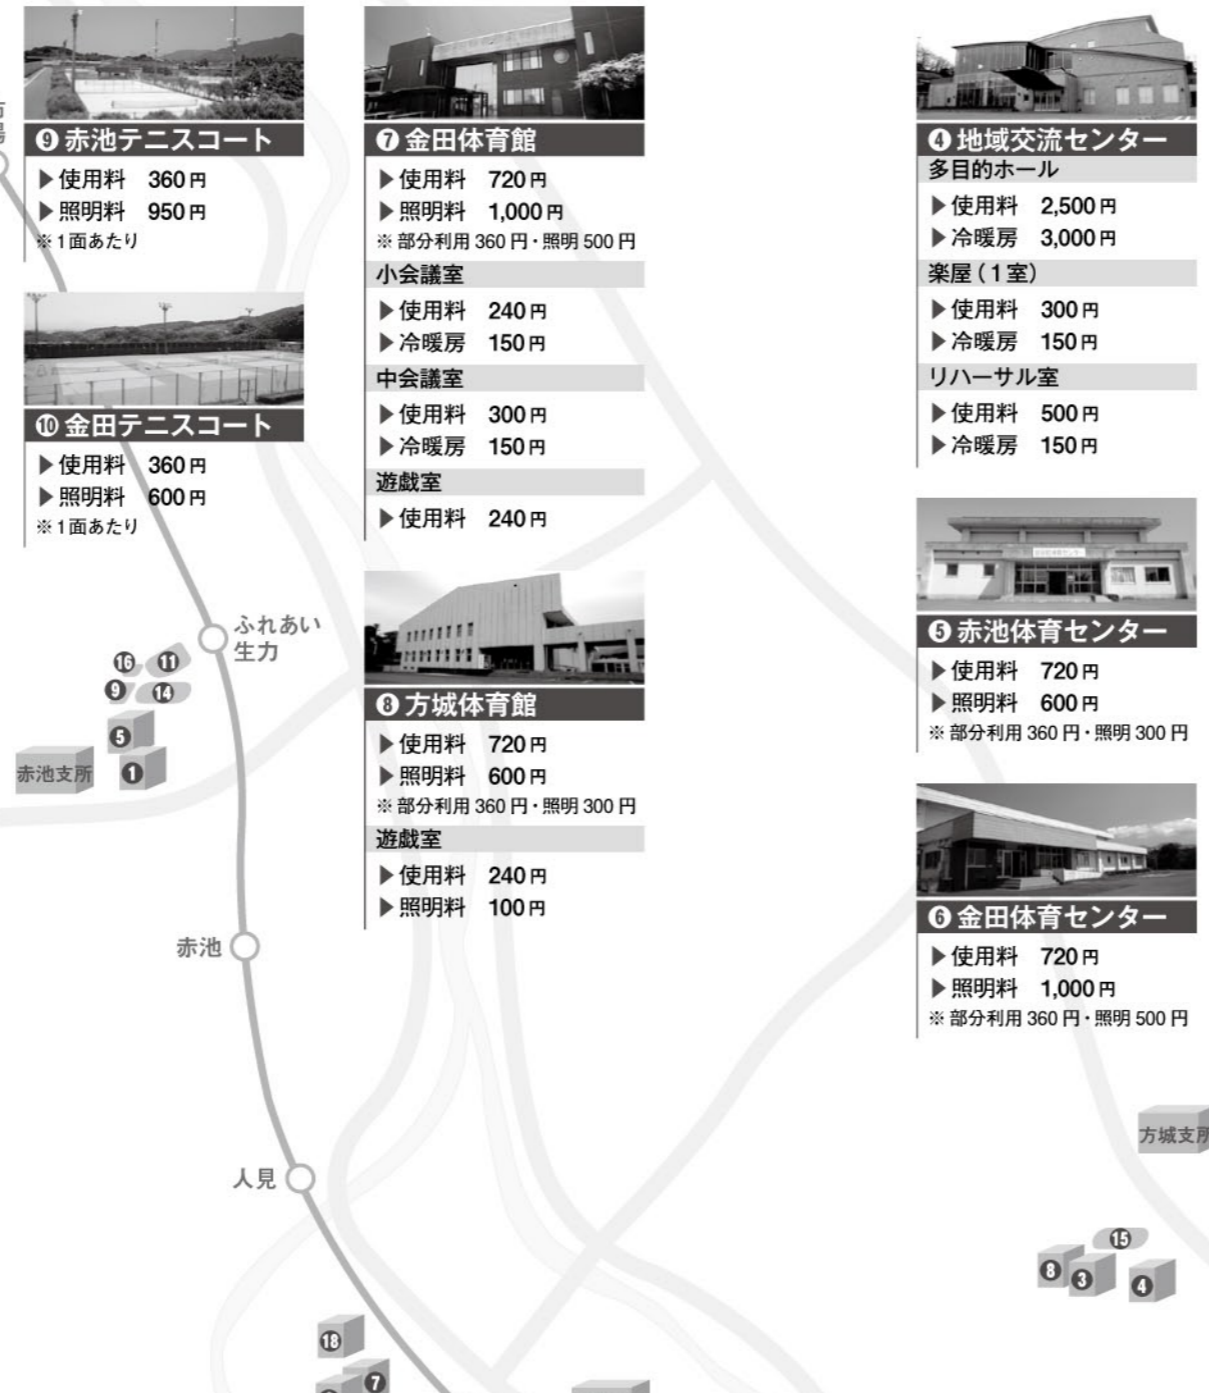 ❾ 赤池テニスコート
▶使用料 360円
▶照明料 950円
※1面あたり
❿ 金田テニスコート
▶使用料 360円
▶照明料 600円
※1面あたり
❼ 金田体育館
▶使用料 720円
▶照明料 1,000円
※部分利用 360円・照明 500円
小会議室
▶使用料 240円
▶冷暖房 150円
中会議室
▶使用料 300円
▶冷暖房 150円
遊戯室
▶使用料 240円
❽ 方城体育館
▶使用料 720円
▶照明料 600円
※部分利用 360円・照明 300円
遊戯室
▶使用料 240円
▶照明料 100円
❹ 地域交流センター
多目的ホール
▶使用料 2,500円
▶冷暖房 3,000円
楽屋(1室)
▶使用料 300円
▶冷暖房 150円
リハーサル室
▶使用料 500円
▶冷暖房 150円
❺ 赤池体育センター
▶使用料 720円
▶照明料 600円
※部分利用 360円・照明 300円
❻ 金田体育センター
▶使用料 720円
▶照明料 1,000円
※部分利用 360円・照明 500円
ふれあい
生力
⓰ ⓫
❾ ⓮
❺
赤池支所 ❶
赤池
人見
方城支所
⓯
❽ ❸ ❹
⓲
❼